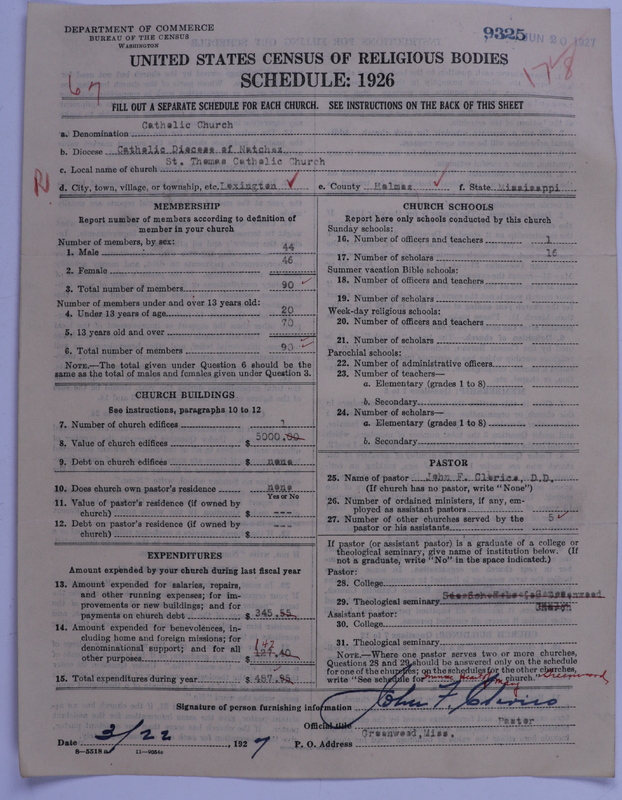 DEPARTMENT OF COMMERCE
BUREAU OF THE CENSUS
WASHINGTON
9325 JUN 20 1927
UNITED STATES CENSUS OF RELIGIOUS BODIES
SCHEDULE: 1926
67
178
FILL OUT A SEPARATE SCHEDULE FOR EACH CHURCH. SEE INSTRUCTIONS ON THE BACK OF THIS SHEET
a. Denomination Catholic Church
b. Diocese Catholic Diocese of Natchez
c. Local name of church St. Thomas Catholic Church
d. City, town, village, or township, etc. Lexington e. County Holmes f. State Mississippi
MEMBERSHIP
Report number of members according to definition of
member in your church
Number of members, by sex:
1. Male 44
2. Female 46
3. Total number of members 90
Number of members under and over 13 years old:
4. Under 13 years of age 20
5. 13 years old and over 70
6. Total number of members 90
NOTE.—The total given under Question 6 should be the
same as the total of males and females given under Question 3.
CHURCH BUILDINGS
See instructions, paragraphs 10 to 12
7. Number of church edifices 1
8. Value of church edifices $ 5000.00
9. Debt on church edifices $ none
10. Does church own pastor's residence none
Yes or No
11. Value of pastor's residence (if owned by
church) $ ---
12. Debt on pastor's residence (if owned by
church) $ ---
EXPENDITURES
Amount expended by your church during last fiscal year
13. Amount expended for salaries, repairs,
and other running expenses; for im-
provements or new buildings; and for
payments on church debt $ 345.55
14. Amount expended for benevolences, in-
cluding home and foreign missions; for
denominational support; and for all
other purposes 142
15. Total expenditures during year $ 487.95
CHURCH SCHOOLS
Report here only schools conducted by this church
Sunday schools:
16. Number of officers and teachers 1
17. Number of scholars 16
Summer vacation Bible schools:
18. Number of officers and teachers
19. Number of scholars
Week-day religious schools:
20. Number of officers and teachers
21. Number of scholars
Parochial schools:
22. Number of administrative officers
23. Number of teachers—
a. Elementary (grades 1 to 8)
b. Secondary
24. Number of scholars—
a. Elementary (grades 1 to 8)
b. Secondary
PASTOR
25. Name of pastor John F. Clerico, D.D.
(If church has no pastor, write "None")
26. Number of ordained ministers, if any, em-
ployed as assistant pastors
27. Number of other churches served by the
pastor or his assistants 5
If pastor (or assistant pastor) is a graduate of a college or
theological seminary, give name of institution below. (If
not a graduate, write "No" in the space indicated.)
Pastor:
28. College
29. Theological seminary Greenwood
Church
Assistant pastor:
30. College
31. Theological seminary
NOTE.—Where one pastor serves two or more churches,
Questions 28 and 29 should be answered only on the schedule
for one of the churches; on the schedules for the other churches,
write "See schedule for church." Greenwood
Signature of person furnishing information John F. Clerico
Official title Pastor
Date 3/22, 1927 P. O. Address Greenwood, Miss.
8—5518a 11—9054c